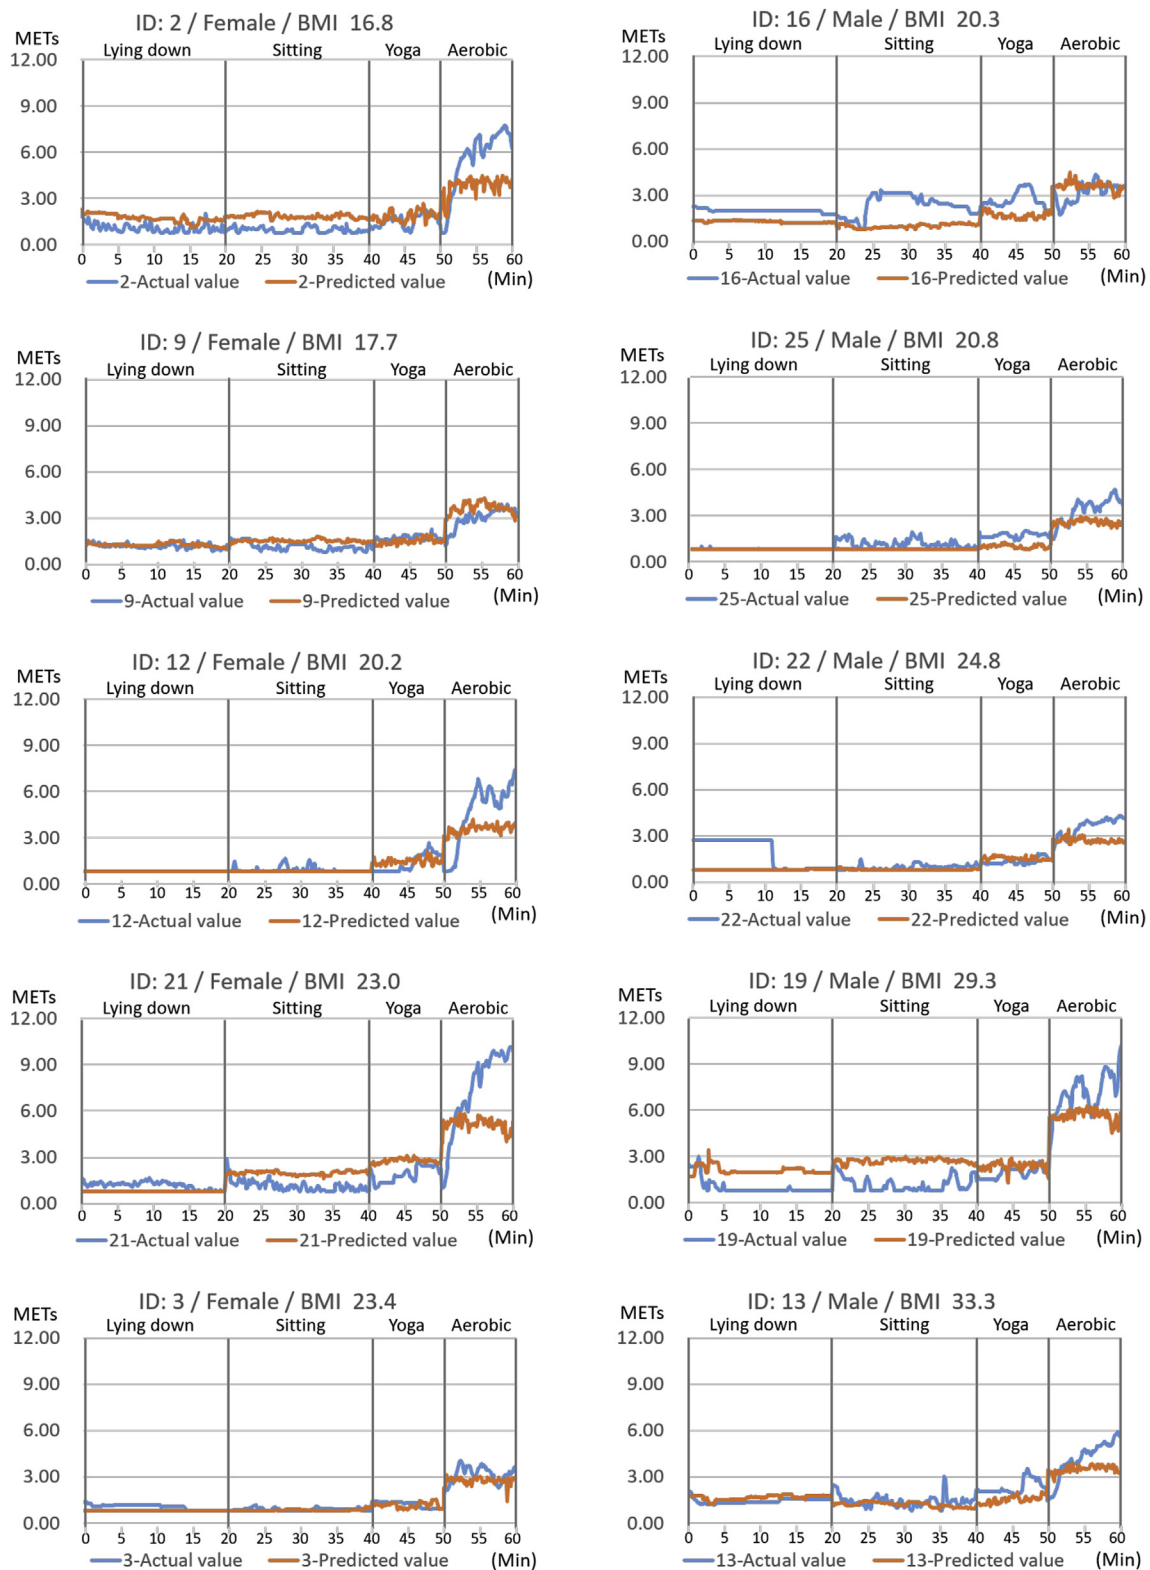 ID: 2 / Female / BMI 16.8
METs
Lying down Sitting Yoga Aerobic
12.00
9.00
6.00
3.00
0.00
0 5 10 15 20 25 30 35 40 45 50 55 60
2-Actual value 2-Predicted value (Min)
ID: 16 / Male / BMI 20.3
METs
Lying down Sitting Yoga Aerobic
12.00
9.00
6.00
3.00
0.00
0 5 10 15 20 25 30 35 40 45 50 55 60
16-Actual value 16-Predicted value (Min)
ID: 9 / Female / BMI 17.7
METs
Lying down Sitting Yoga Aerobic
12.00
9.00
6.00
3.00
0.00
0 5 10 15 20 25 30 35 40 45 50 55 60
9-Actual value 9-Predicted value (Min)
ID: 25 / Male / BMI 20.8
METs
Lying down Sitting Yoga Aerobic
12.00
9.00
6.00
3.00
0.00
0 5 10 15 20 25 30 35 40 45 50 55 60
25-Actual value 25-Predicted value (Min)
ID: 12 / Female / BMI 20.2
METs
Lying down Sitting Yoga Aerobic
12.00
9.00
6.00
3.00
0.00
0 5 10 15 20 25 30 35 40 45 50 55 60
12-Actual value 12-Predicted value (Min)
ID: 22 / Male / BMI 24.8
METs
Lying down Sitting Yoga Aerobic
12.00
9.00
6.00
3.00
0.00
0 5 10 15 20 25 30 35 40 45 50 55 60
22-Actual value 22-Predicted value (Min)
ID: 21 / Female / BMI 23.0
METs
Lying down Sitting Yoga Aerobic
12.00
9.00
6.00
3.00
0.00
0 5 10 15 20 25 30 35 40 45 50 55 60
21-Actual value 21-Predicted value (Min)
ID: 19 / Male / BMI 29.3
METs
Lying down Sitting Yoga Aerobic
12.00
9.00
6.00
3.00
0.00
0 5 10 15 20 25 30 35 40 45 50 55 60
19-Actual value 19-Predicted value (Min)
ID: 3 / Female / BMI 23.4
METs
Lying down Sitting Yoga Aerobic
12.00
9.00
6.00
3.00
0.00
0 5 10 15 20 25 30 35 40 45 50 55 60
3-Actual value 3-Predicted value (Min)
ID: 13 / Male / BMI 33.3
METs
Lying down Sitting Yoga Aerobic
12.00
9.00
6.00
3.00
0.00
0 5 10 15 20 25 30 35 40 45 50 55 60
13-Actual value 13-Predicted value (Min)